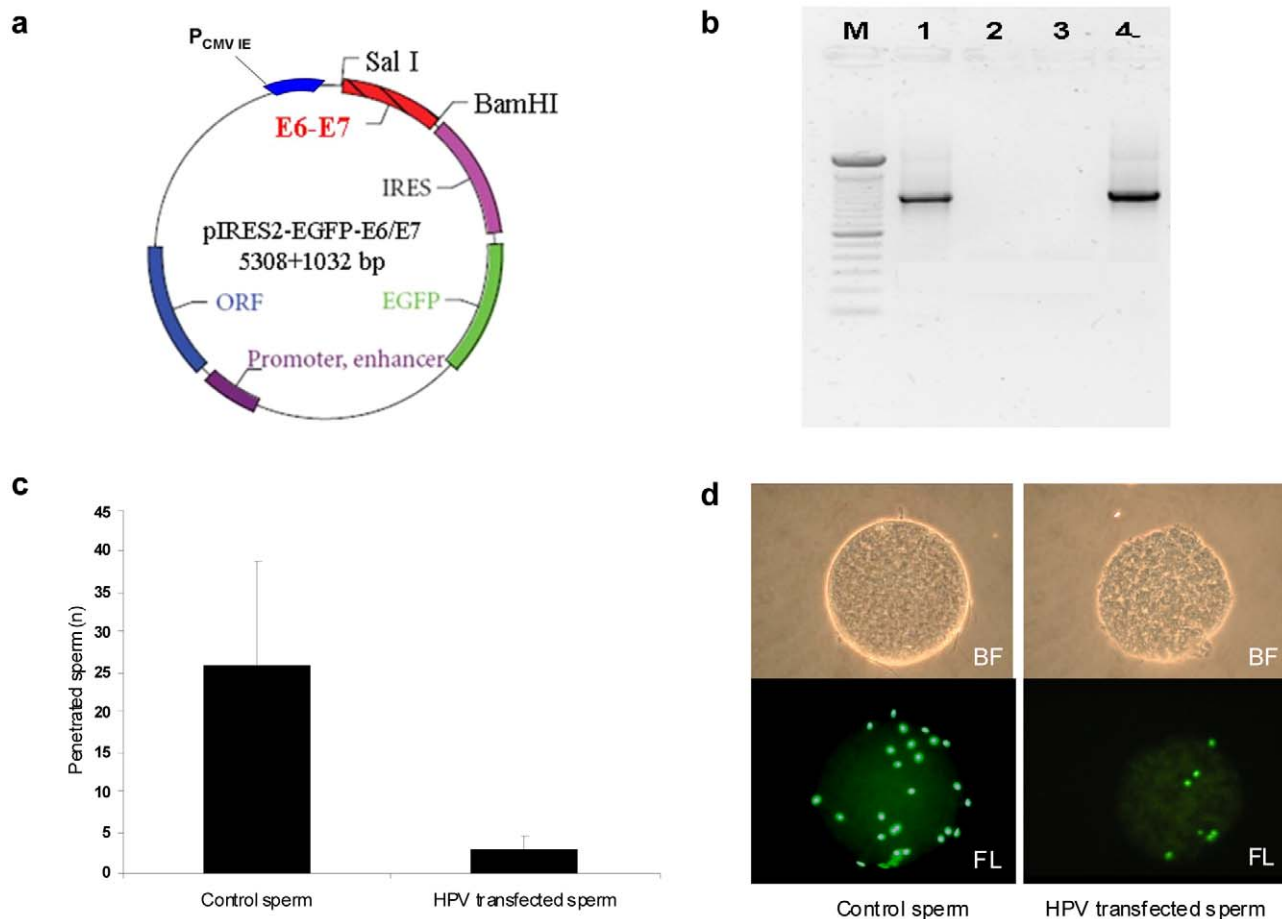 a
P CMV IE
Sal I
BamHI
E6-E7
IRES
pIRES2-EGFP-E6/E7
5308+1032 bp
ORF
EGFP
Promoter, enhancer
b
M 1 2 3 4
c
Penetrated sperm (n)
45
40
35
30
25
20
15
10
5
0
Control sperm
HPV transfected sperm
d
BF
BF
FL
FL
Control sperm
HPV transfected sperm